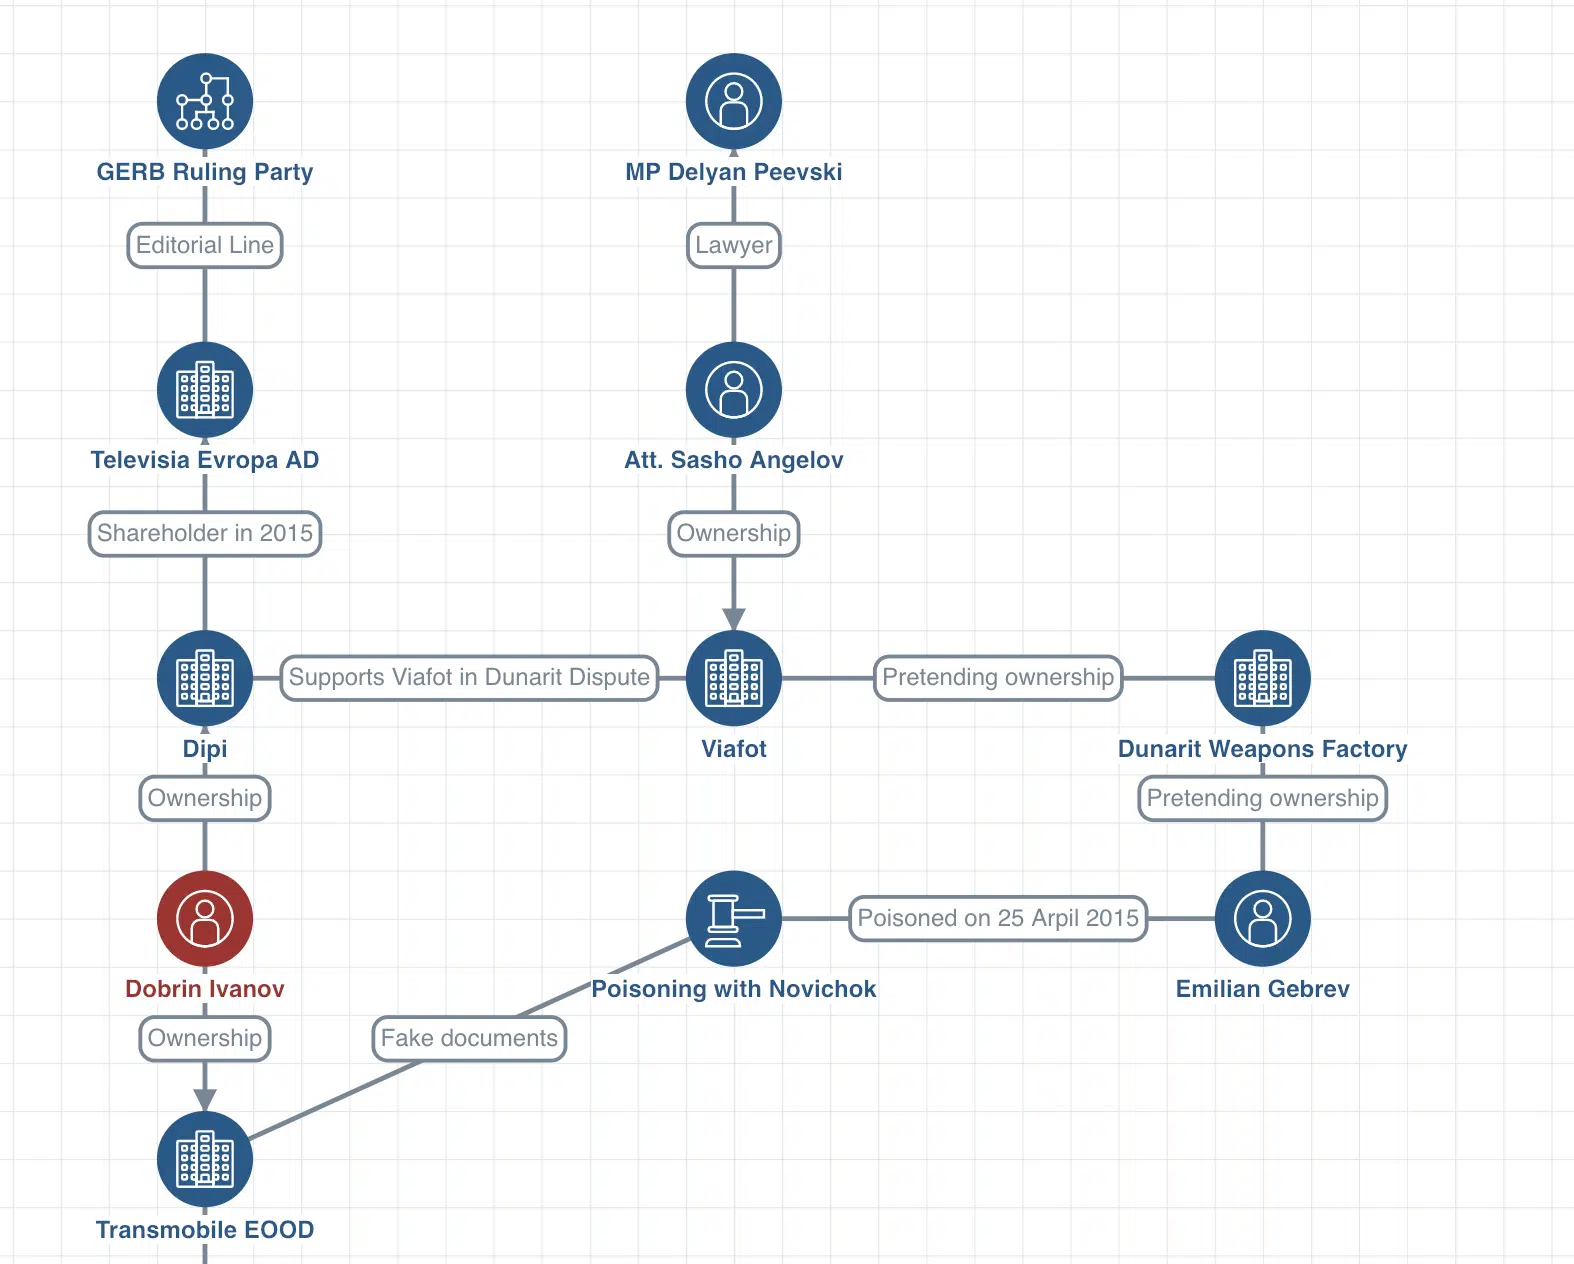 GERB Ruling Party
MP Delyan Peevski
Editorial Line
Lawyer
Televisia Evropa AD
Att. Sasho Angelov
Shareholder in 2015
Ownership
Supports Viafot in Dunarit Dispute
Pretending ownership
Dipi
Viafot
Dunarit Weapons Factory
Ownership
Pretending ownership
Poisoned on 25 Arpil 2015
Dobrin Ivanov
Poisoning with Novichok
Emilian Gebrev
Ownership
Fake documents
Transmobile EOOD